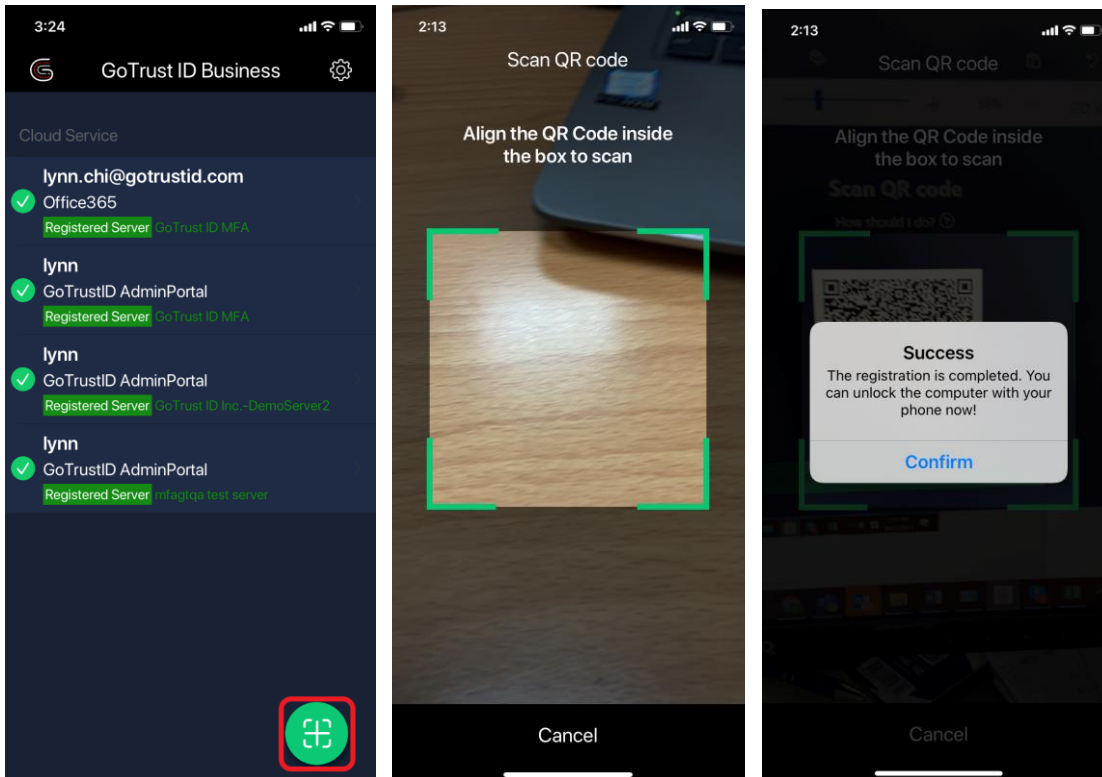 3:24
GoTrust ID Business
Cloud Service
lynn.chi@gotrustid.com
Office365
Registered Server GoTrust ID MFA
lynn
GoTrustID AdminPortal
Registered Server GoTrust ID MFA
lynn
GoTrustID AdminPortal
Registered Server GoTrust ID Inc.-DemoServer2
lynn
GoTrustID AdminPortal
Registered Server mfagtqa test server
2:13
Scan QR code
Align the QR Code inside
the box to scan
Cancel
2:13
Scan QR code
Align the QR Code inside
the box to scan
Scan QR code
How should I do?
Success
The registration is completed. You
can unlock the computer with your
phone now!
Confirm
Cancel